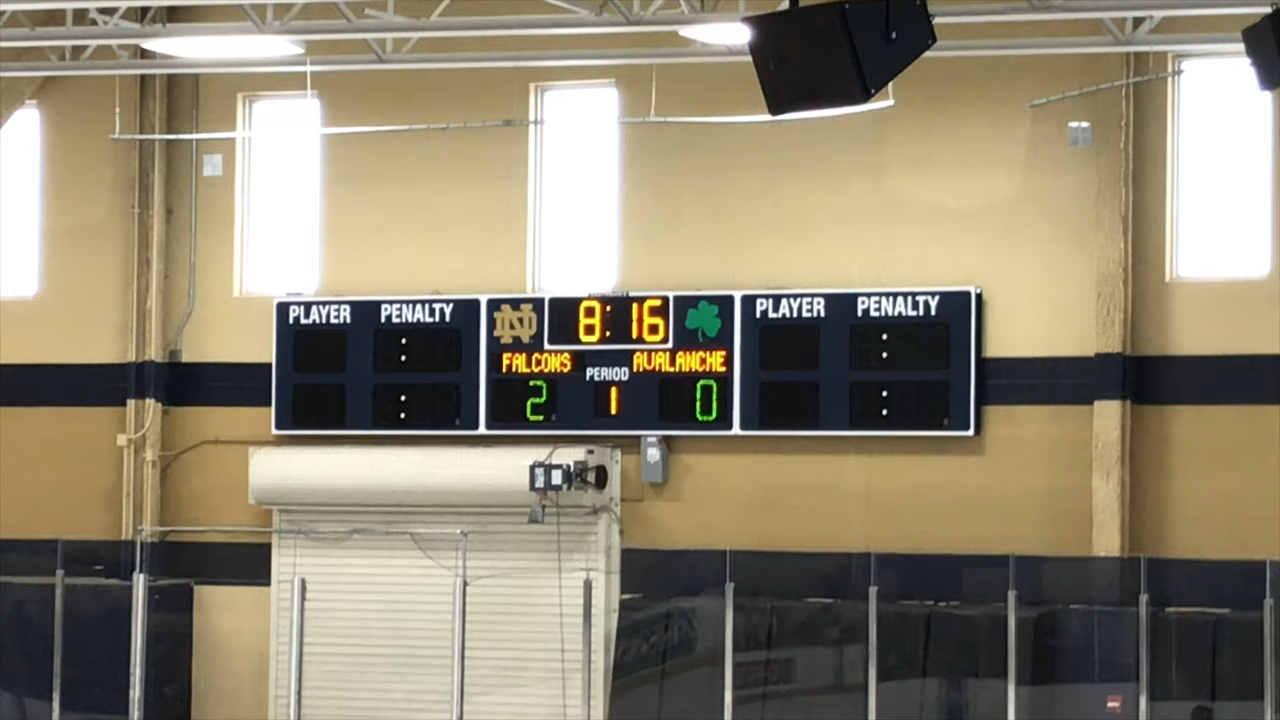 PLAYER PENALTY ND 8:16 PLAYER PENALTY
: FALCONS AVALANCHE :
PERIOD
: 2 1 0 :